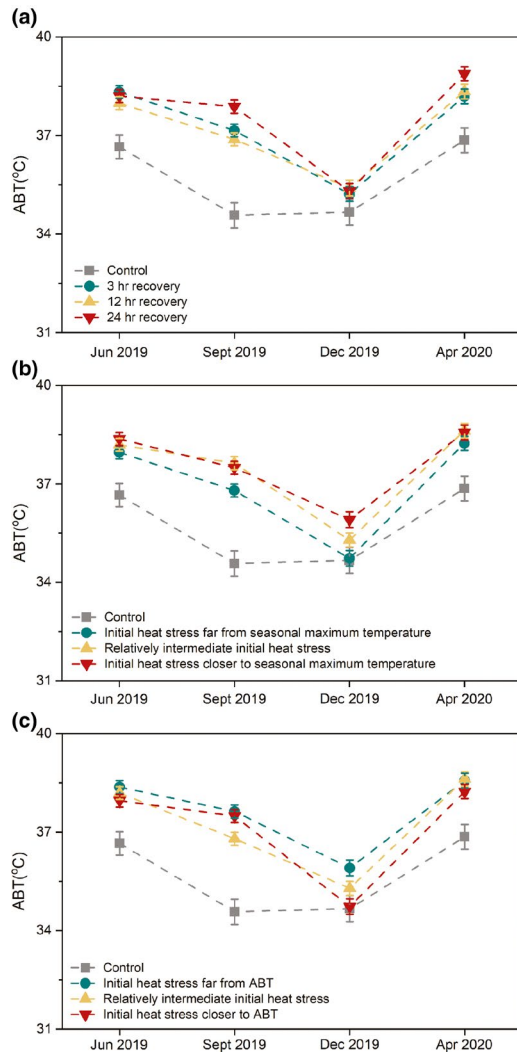 (a)
40
37
34
31
ABT(°C)
Control
3 hr recovery
12 hr recovery
24 hr recovery
Jun 2019 Sept 2019 Dec 2019 Apr 2020
(b)
40
37
34
31
ABT(°C)
Control
Initial heat stress far from seasonal maximum temperature
Relatively intermediate initial heat stress
Initial heat stress closer to seasonal maximum temperature
Jun 2019 Sept 2019 Dec 2019 Apr 2020
(c)
40
37
34
31
ABT(°C)
Control
Initial heat stress far from ABT
Relatively intermediate initial heat stress
Initial heat stress closer to ABT
Jun 2019 Sept 2019 Dec 2019 Apr 2020